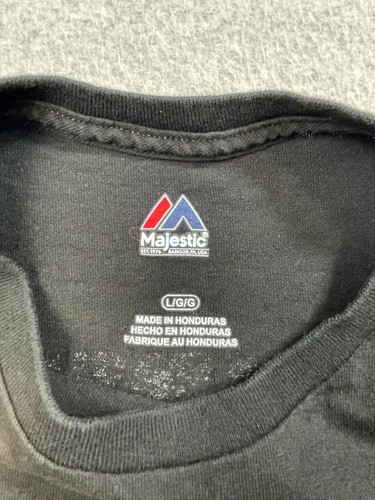 Majestic®
EST. 1976 BANGOR, PA, USA
L/G/G
MADE IN HONDURAS
HECHO EN HONDURAS
FABRIQUE AU HONDURAS